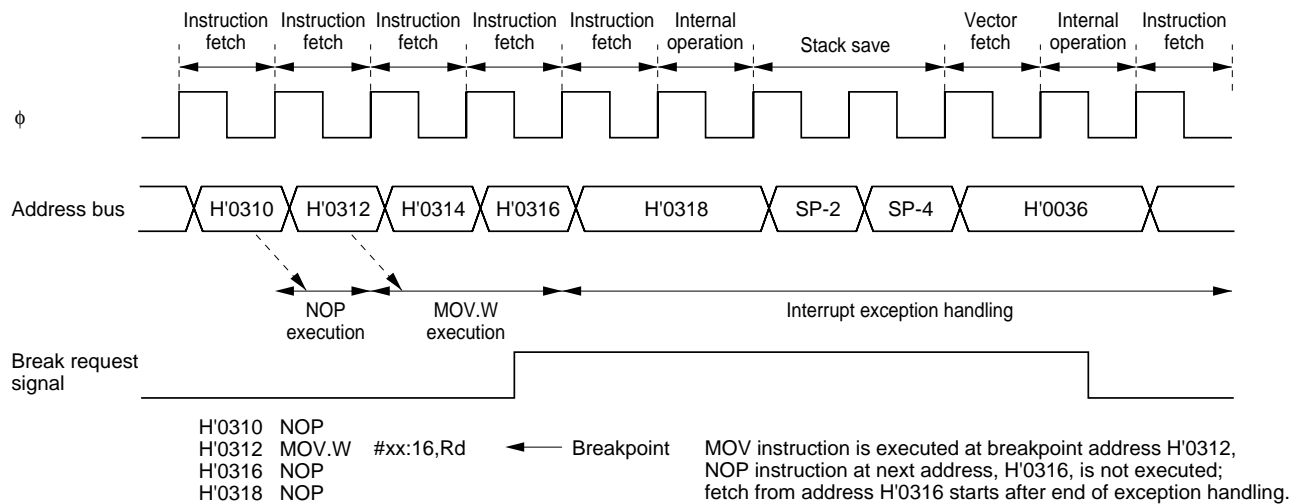 Instruction fetch
Instruction fetch
Instruction fetch
Instruction fetch
Instruction fetch
Internal operation
Stack save
Vector fetch
Internal operation
Instruction fetch
ϕ
Address bus
H'0310
H'0312
H'0314
H'0316
H'0318
SP-2
SP-4
H'0036
NOP execution
MOV.W execution
Interrupt exception handling
Break request
signal
H'0310 NOP
H'0312 MOV.W #xx:16,Rd
H'0316 NOP
H'0318 NOP
Breakpoint
MOV instruction is executed at breakpoint address H'0312,
NOP instruction at next address, H'0316, is not executed;
fetch from address H'0316 starts after end of exception handling.